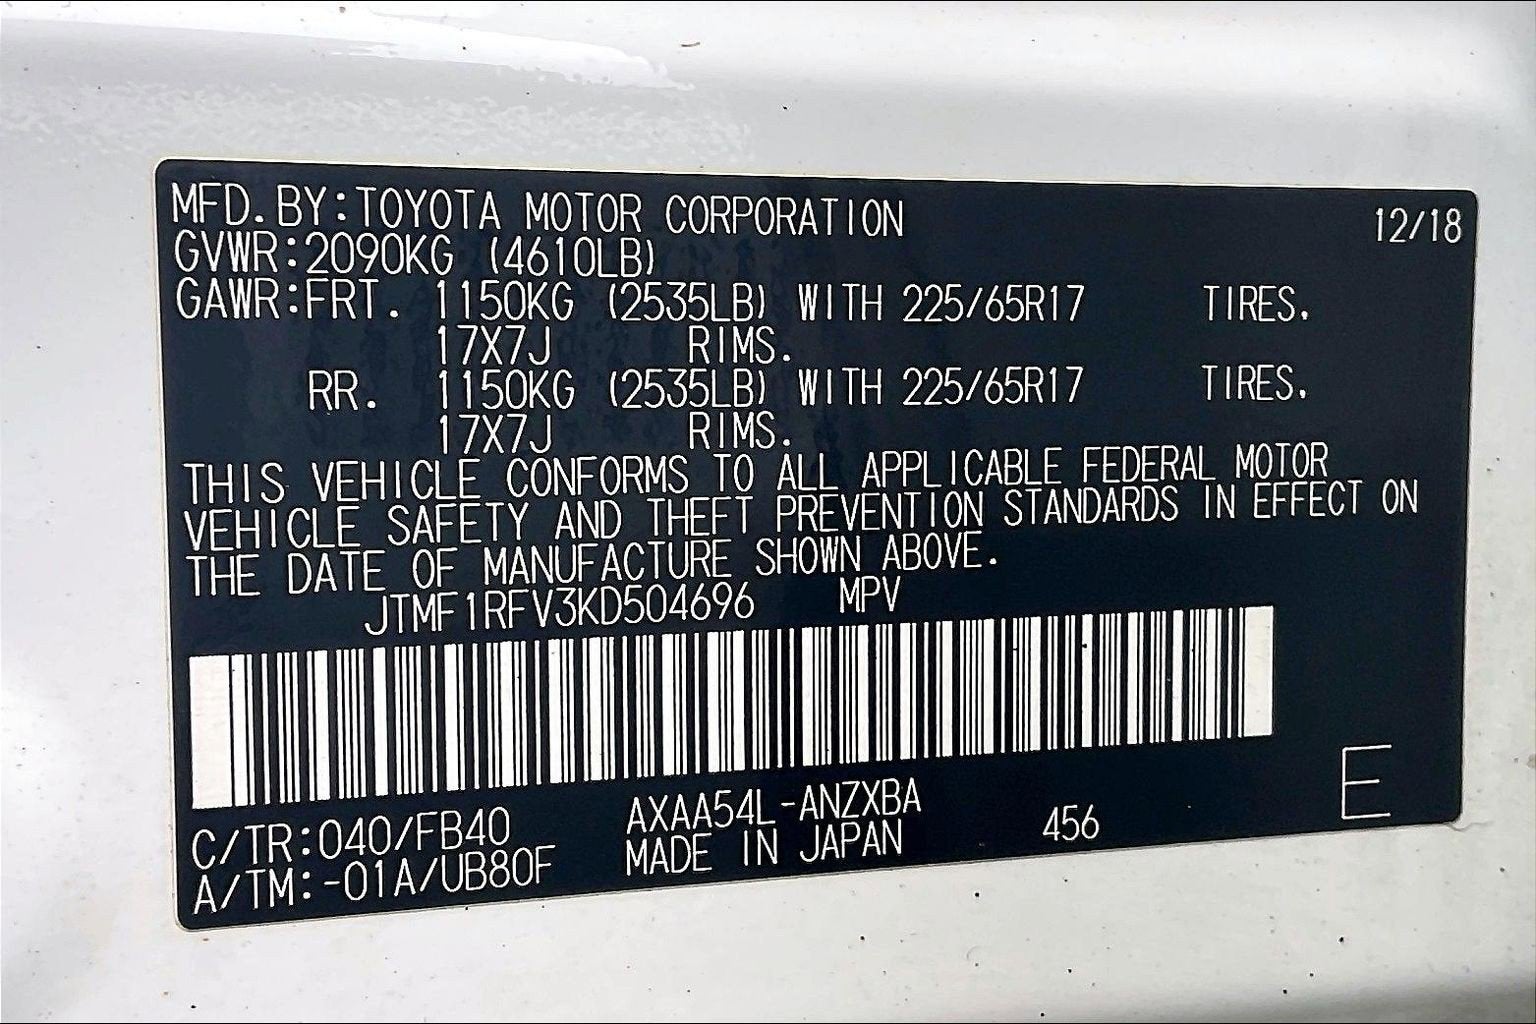 MFD. BY:TOYOTA MOTOR CORPORATION 12/18
GVWR:2090KG (4610LB)
GAWR:FRT. 1150KG (2535LB) WITH 225/65R17 TIRES.
17X7J RIMS.
RR. 1150KG (2535LB) WITH 225/65R17 TIRES.
17X7J RIMS.
THIS VEHICLE CONFORMS TO ALL APPLICABLE FEDERAL MOTOR
VEHICLE SAFETY AND THEFT PREVENTION STANDARDS IN EFFECT ON
THE DATE OF MANUFACTURE SHOWN ABOVE.
JTMF1RFV3KD504696 MPV
C/TR:040/FB40 AXAA54L-ANZXBA
A/TM:-01A/UB80F MADE IN JAPAN 456 E